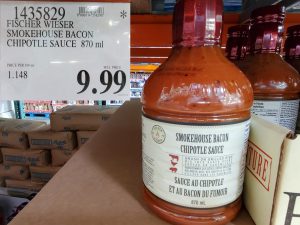 1435829 *
FISCHER WIESER
SMOKEHOUSE BACON
CHIPOTLE SAUCE 870 ml
1.148
9.99
SMOKEHOUSE BACON
CHIPOTLE SAUCE
SAUCE AU CHIPOTLE
ET AU BACON DU FUMOIR
870 mL